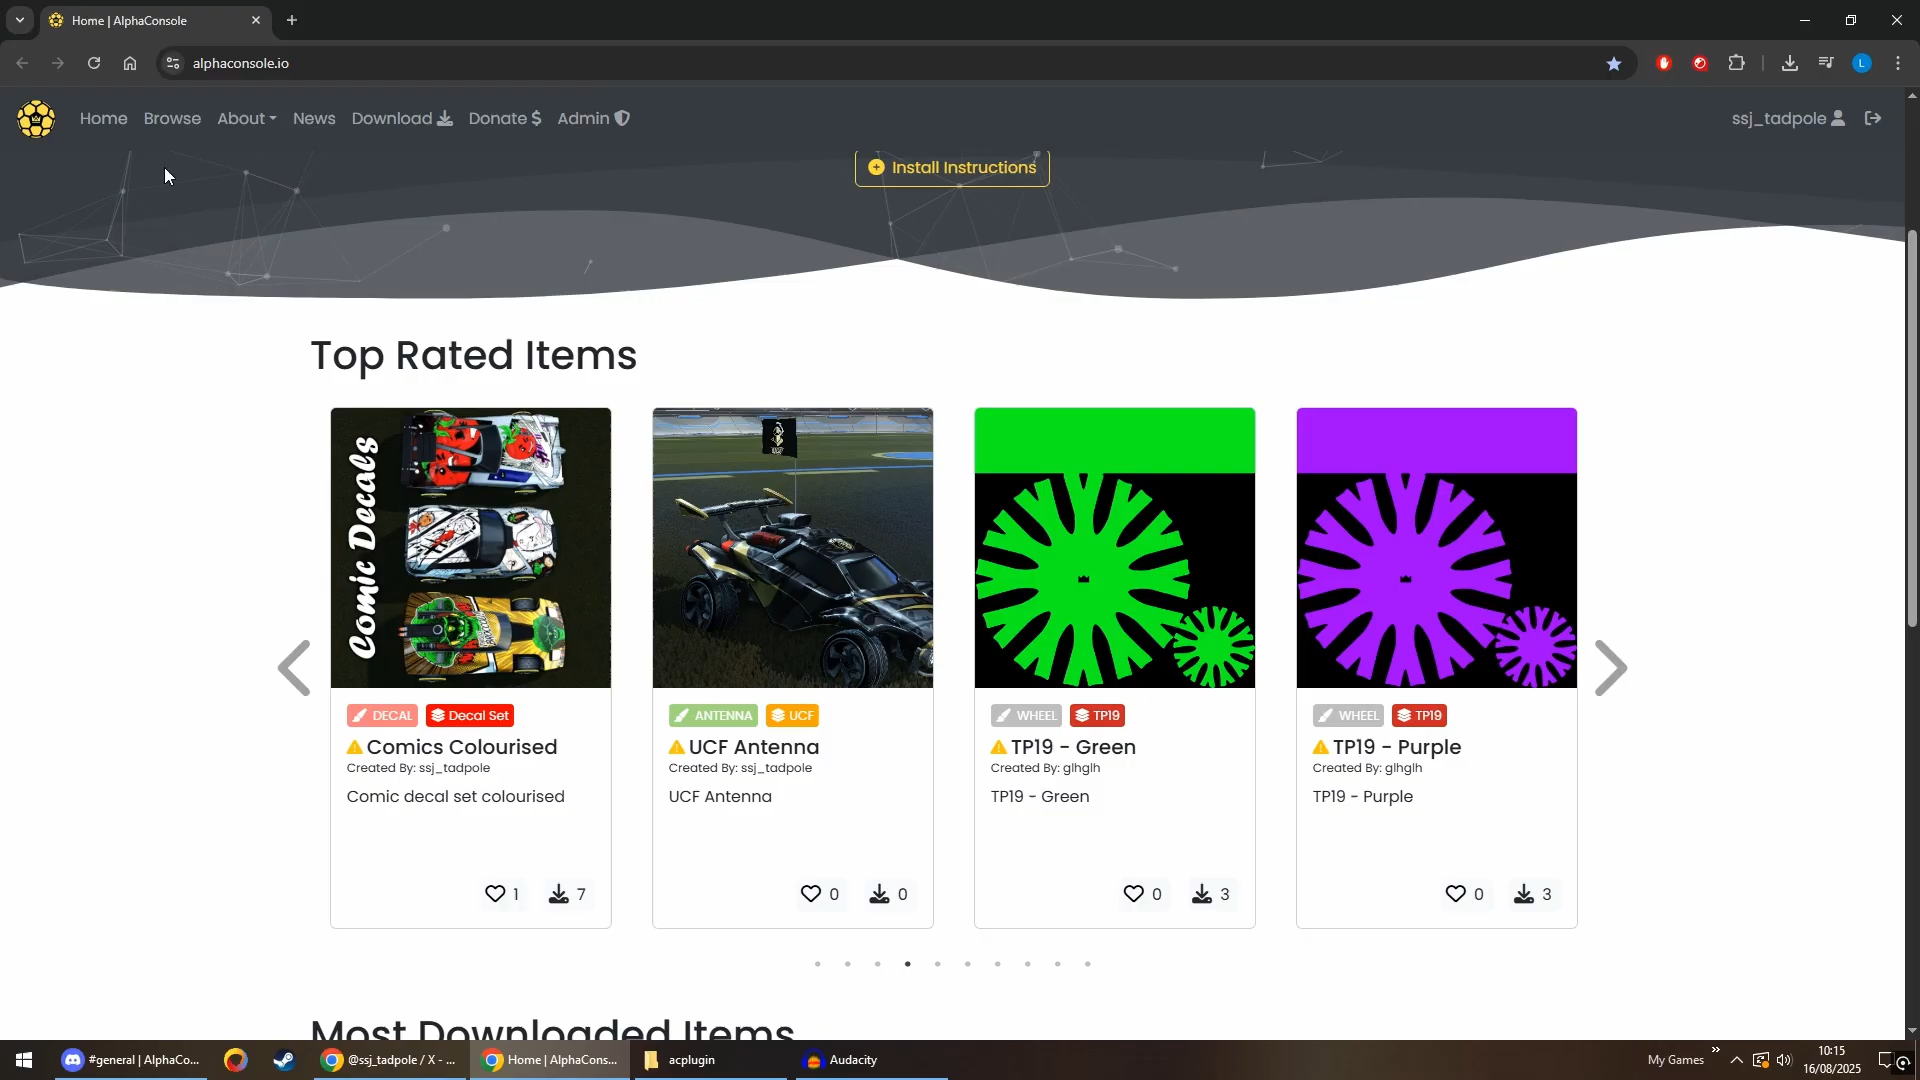 Home | AlphaConsole
alphaconsole.io
L
Home Browse About News Download Donate $ Admin
ssj_tadpole
Install Instructions
Top Rated Items
Comic Decals
DECAL Decal Set
Comics Colourised
Created By: ssj_tadpole
Comic decal set colourised
1 7
ANTENNA UCF
UCF Antenna
Created By: ssj_tadpole
UCF Antenna
0 0
WHEEL TP19
TP19 - Green
Created By: glhglh
TP19 - Green
0 3
WHEEL TP19
TP19 - Purple
Created By: glhglh
TP19 - Purple
0 3
Most Downloaded Items
#general | AlphaCo...
@ssj_tadpole / X - ...
Home | AlphaCons...
acplugin
Audacity
My Games
10:15
16/08/2025